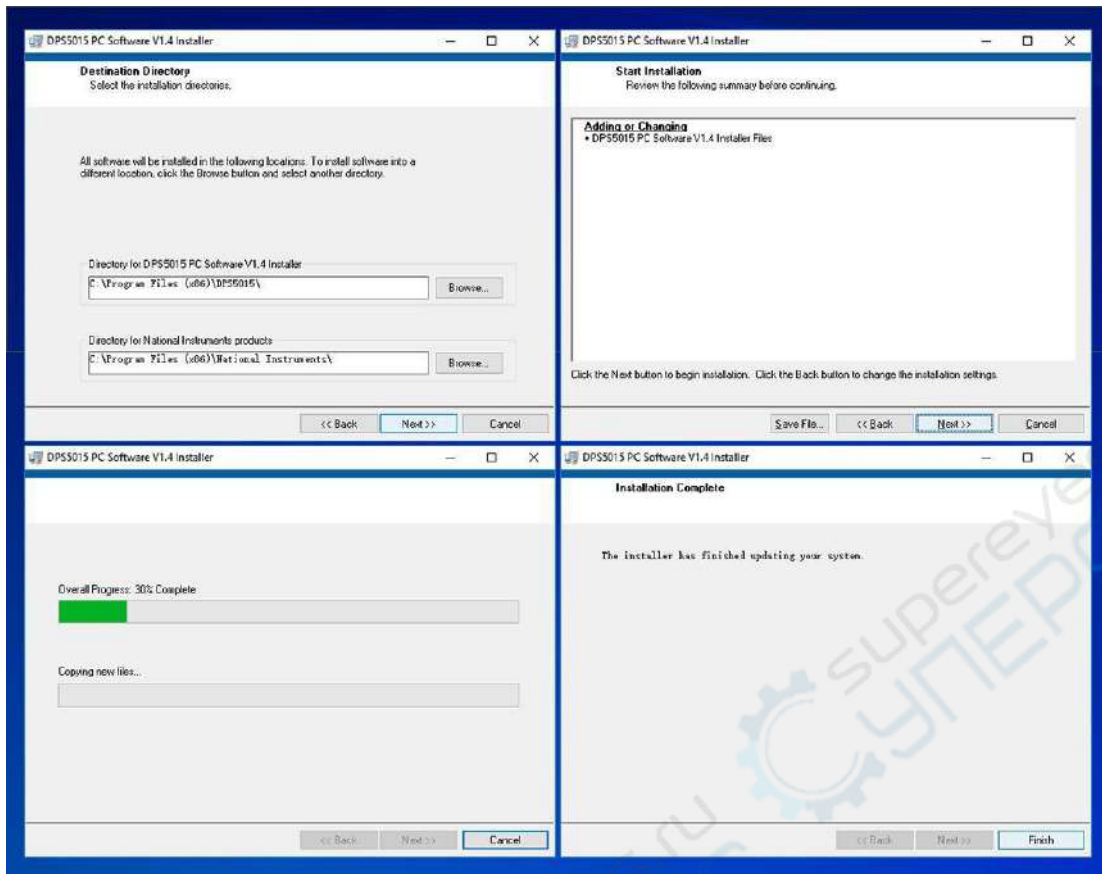 DPS5015 PC Software V1.4 Installer
Destination Directory
Select the installation directories.
All software will be installed in the following locations. To install software into a
different location, click the Browse button and select another directory.
Directory for DPS5015 PC Software V1.4 Installer
C:\Program Files (x86)\DPS5015\
Browse...
Directory for National Instruments products
C:\Program Files (x86)\National Instruments\
Browse...
<< Back Next >> Cancel
DPS5015 PC Software V1.4 Installer
Start Installation
Review the following summary before continuing.
Adding or Changing
• DPS5015 PC Software V1.4 Installer Files
Click the Next button to begin installation. Click the Back button to change the installation settings.
Save File... << Back Next >> Cancel
DPS5015 PC Software V1.4 Installer
Overall Progress: 30% Complete
Copying new files...
<< Back Next >> Cancel
DPS5015 PC Software V1.4 Installer
Installation Complete
The installer has finished updating your system.
<< Back Next >> Finish